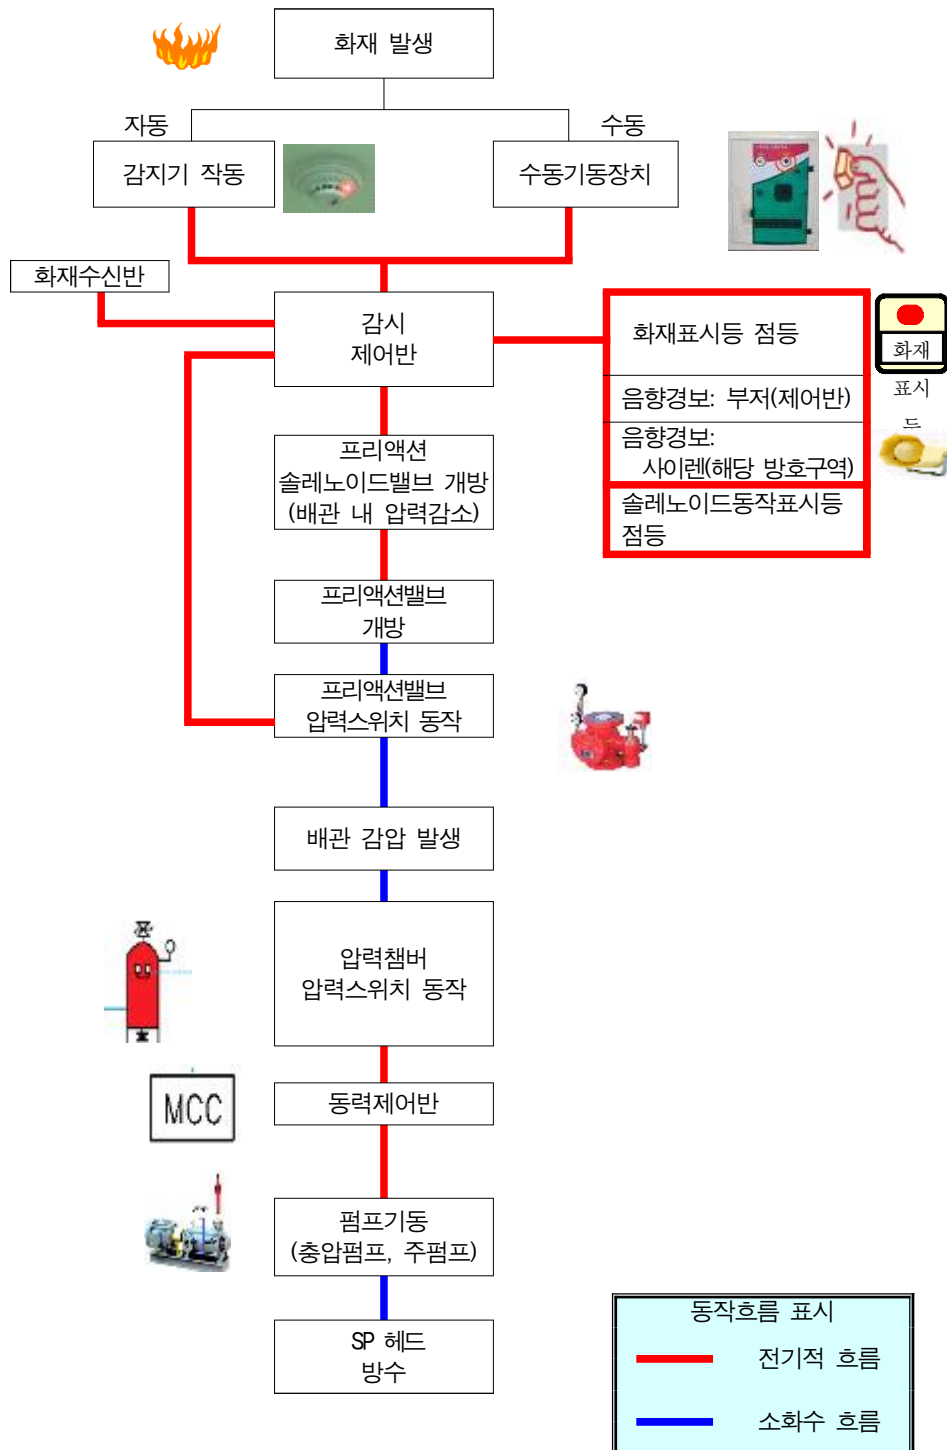 화재 발생
자동
수동
감지기 작동
수동기동장치
화재수신반
감시
제어반
화재표시등 점등
화재
표시
음향경보: 부저(제어반)
음향경보:
사이렌(해당 방호구역)
솔레노이드동작표시등
점등
프리액션
솔레노이드밸브 개방
(배관 내 압력감소)
프리액션밸브
개방
프리액션밸브
압력스위치 동작
배관 감압 발생
압력챔버
압력스위치 동작
MCC
동력제어반
펌프기동
(충압펌프, 주펌프)
SP 헤드
방수
동작흐름 표시
전기적 흐름
소화수 흐름